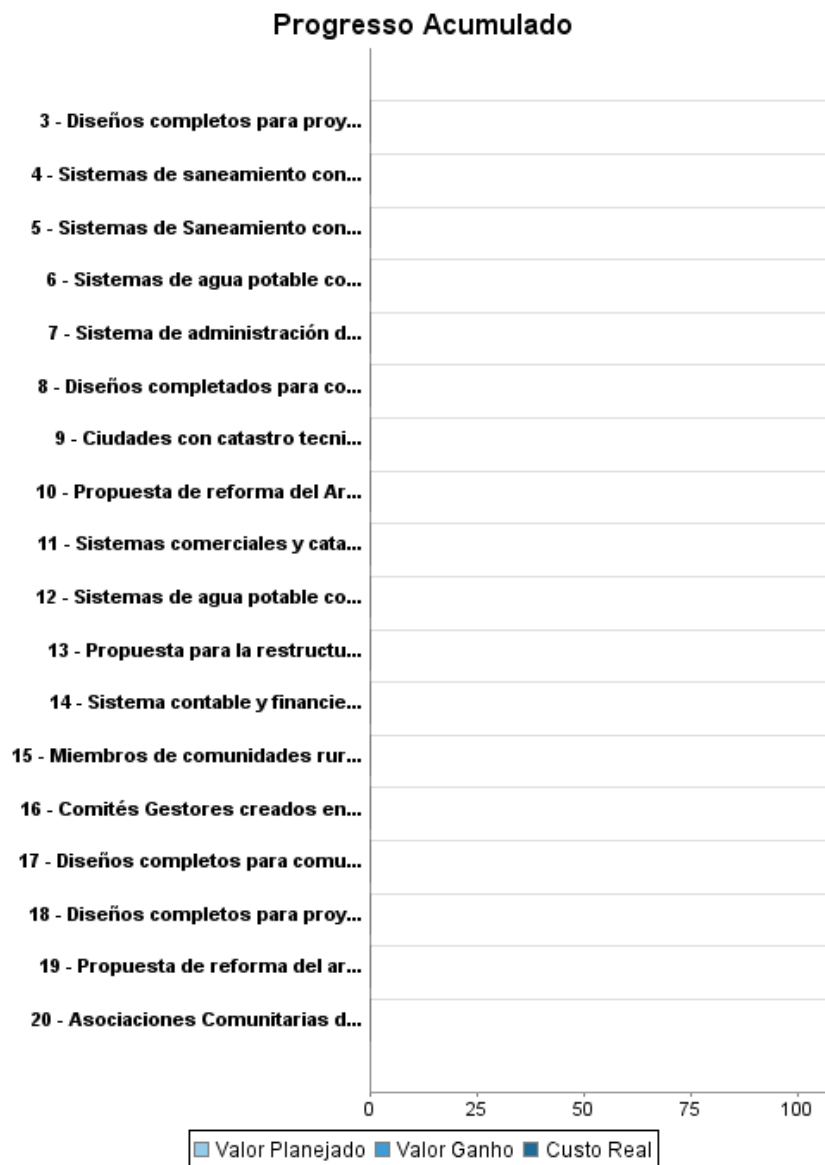 Progresso Acumulado
3 - Diseños completos para proy...
4 - Sistemas de saneamiento con...
5 - Sistemas de Saneamiento con...
6 - Sistemas de agua potable co...
7 - Sistema de administración d...
8 - Diseños completados para co...
9 - Ciudades con catastro tecni...
10 - Propuesta de reforma del Ar...
11 - Sistemas comerciales y cata...
12 - Sistemas de agua potable co...
13 - Propuesta para la restructu...
14 - Sistema contable y financie...
15 - Miembros de comunidades rur...
16 - Comités Gestores creados en...
17 - Diseños completos para comu...
18 - Diseños completos para proy...
19 - Propuesta de reforma del ar...
20 - Asociaciones Comunitarias d...
0 25 50 75 100
Valor Planejado Valor Ganho Custo Real